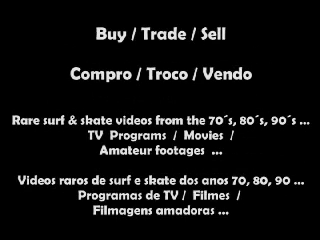 Buy / Trade / Sell
Compro / Troco / Vendo
Rare surf & skate videos from the 70´s, 80´s, 90´s ...
TV Programs / Movies /
Amateur footages ...
Videos raros de surf e skate dos anos 70, 80, 90 ...
Programas de TV / Filmes /
Filmagens amadoras ...